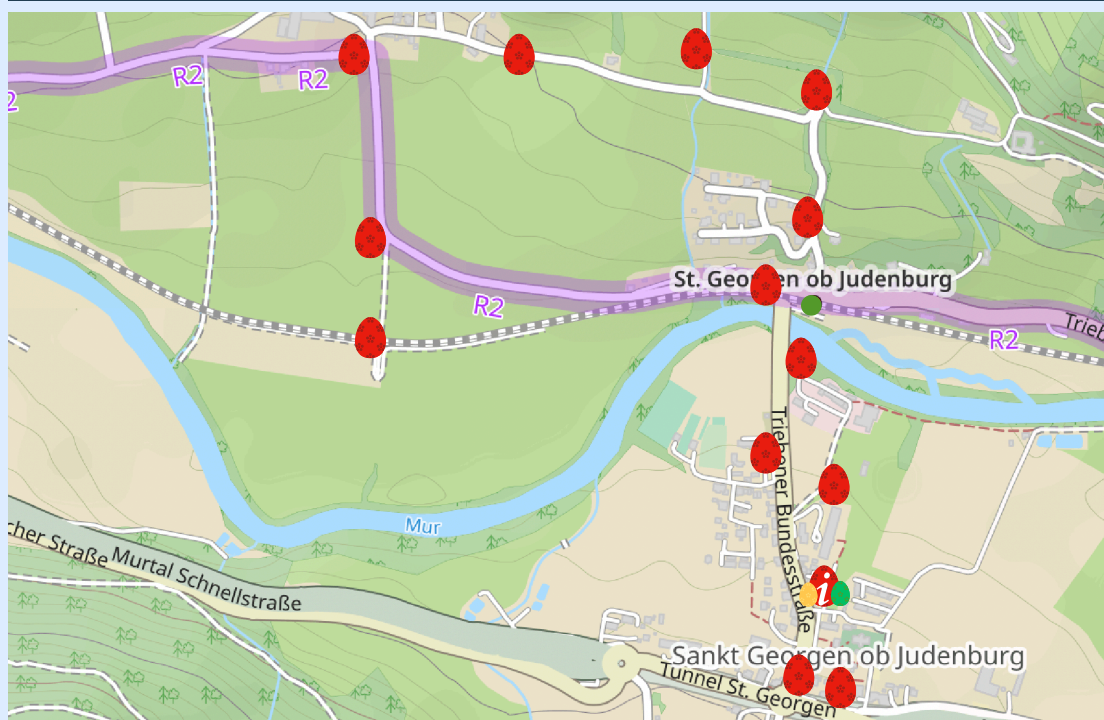 R2
R2
2
St. Georgen ob Judenburg
R2
Trieb
R2
Triebener Bundesstraße
Mur
cher Straße
Murtal Schnellstraße
i
Sankt Georgen ob Judenburg
Tunnel St. Georgen